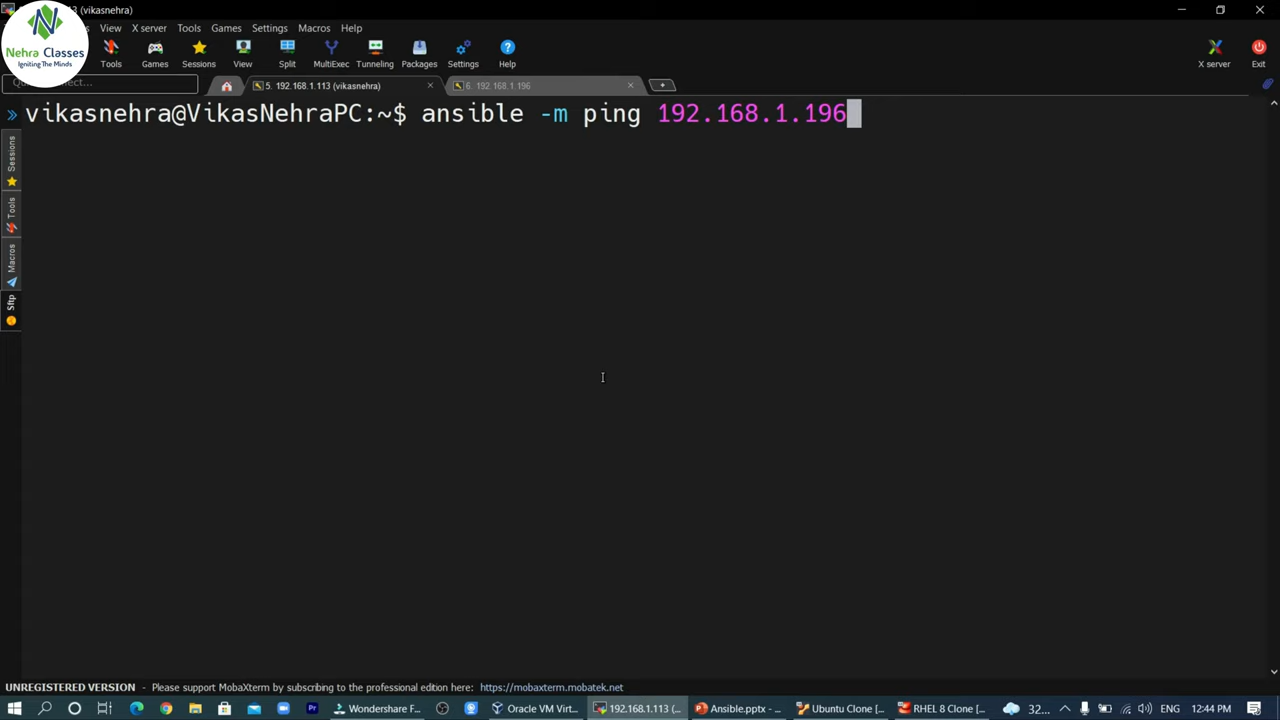 3 (vikasnehra)
View X server Tools Games Settings Macros Help
Nehra Classes
Igniting The Minds
Tools Games Sessions View Split MultiExec Tunneling Packages Settings Help X server Exit
5. 192.168.1.113 (vikasnehra) 6. 192.168.1.196
vikasnehra@VikasNehraPC:~$ ansible -m ping 192.168.1.196
Sessions
Tools
Macros
Sftp
UNREGISTERED VERSION - Please support MobaXterm by subscribing to the professional edition here: https://mobaxterm.mobatek.net
Wondershare F... Oracle VM Virt... 192.168.1.113 (... Ansible.pptx - ... Ubuntu Clone [... RHEL 8 Clone [... 32... ENG 12:44 PM